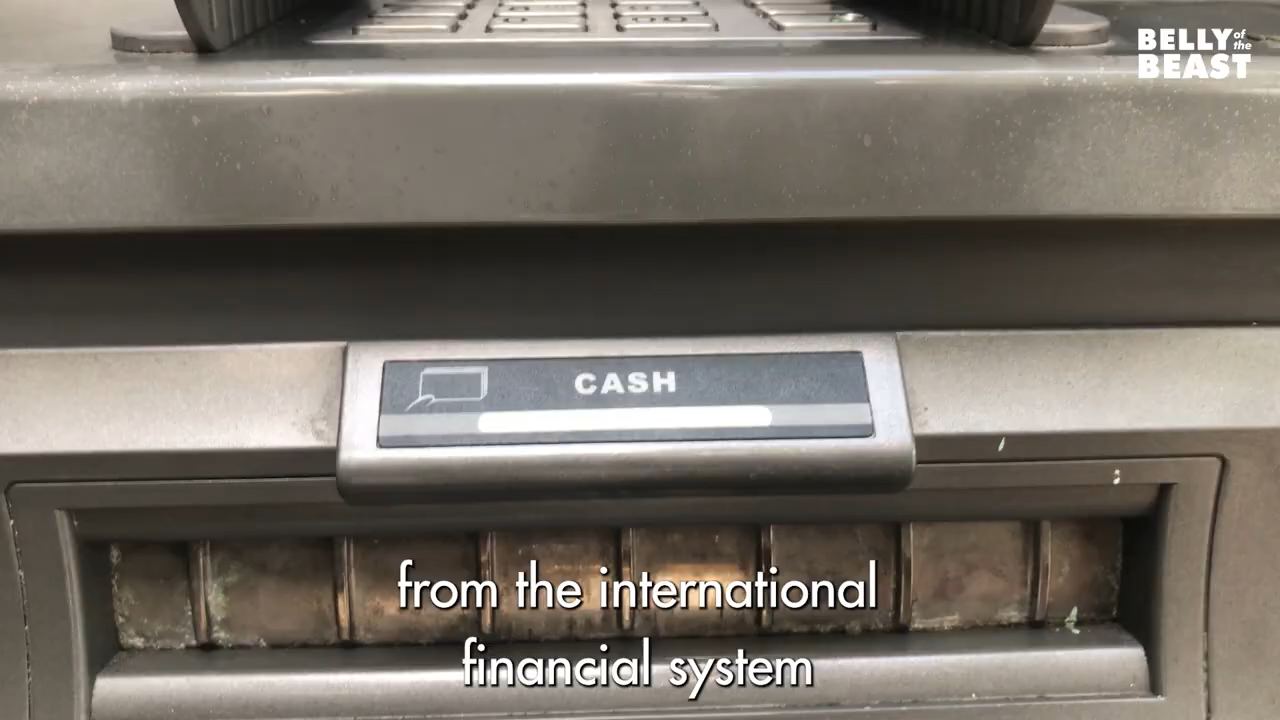 BELLY of the
BEAST
CASH
from the international
financial system